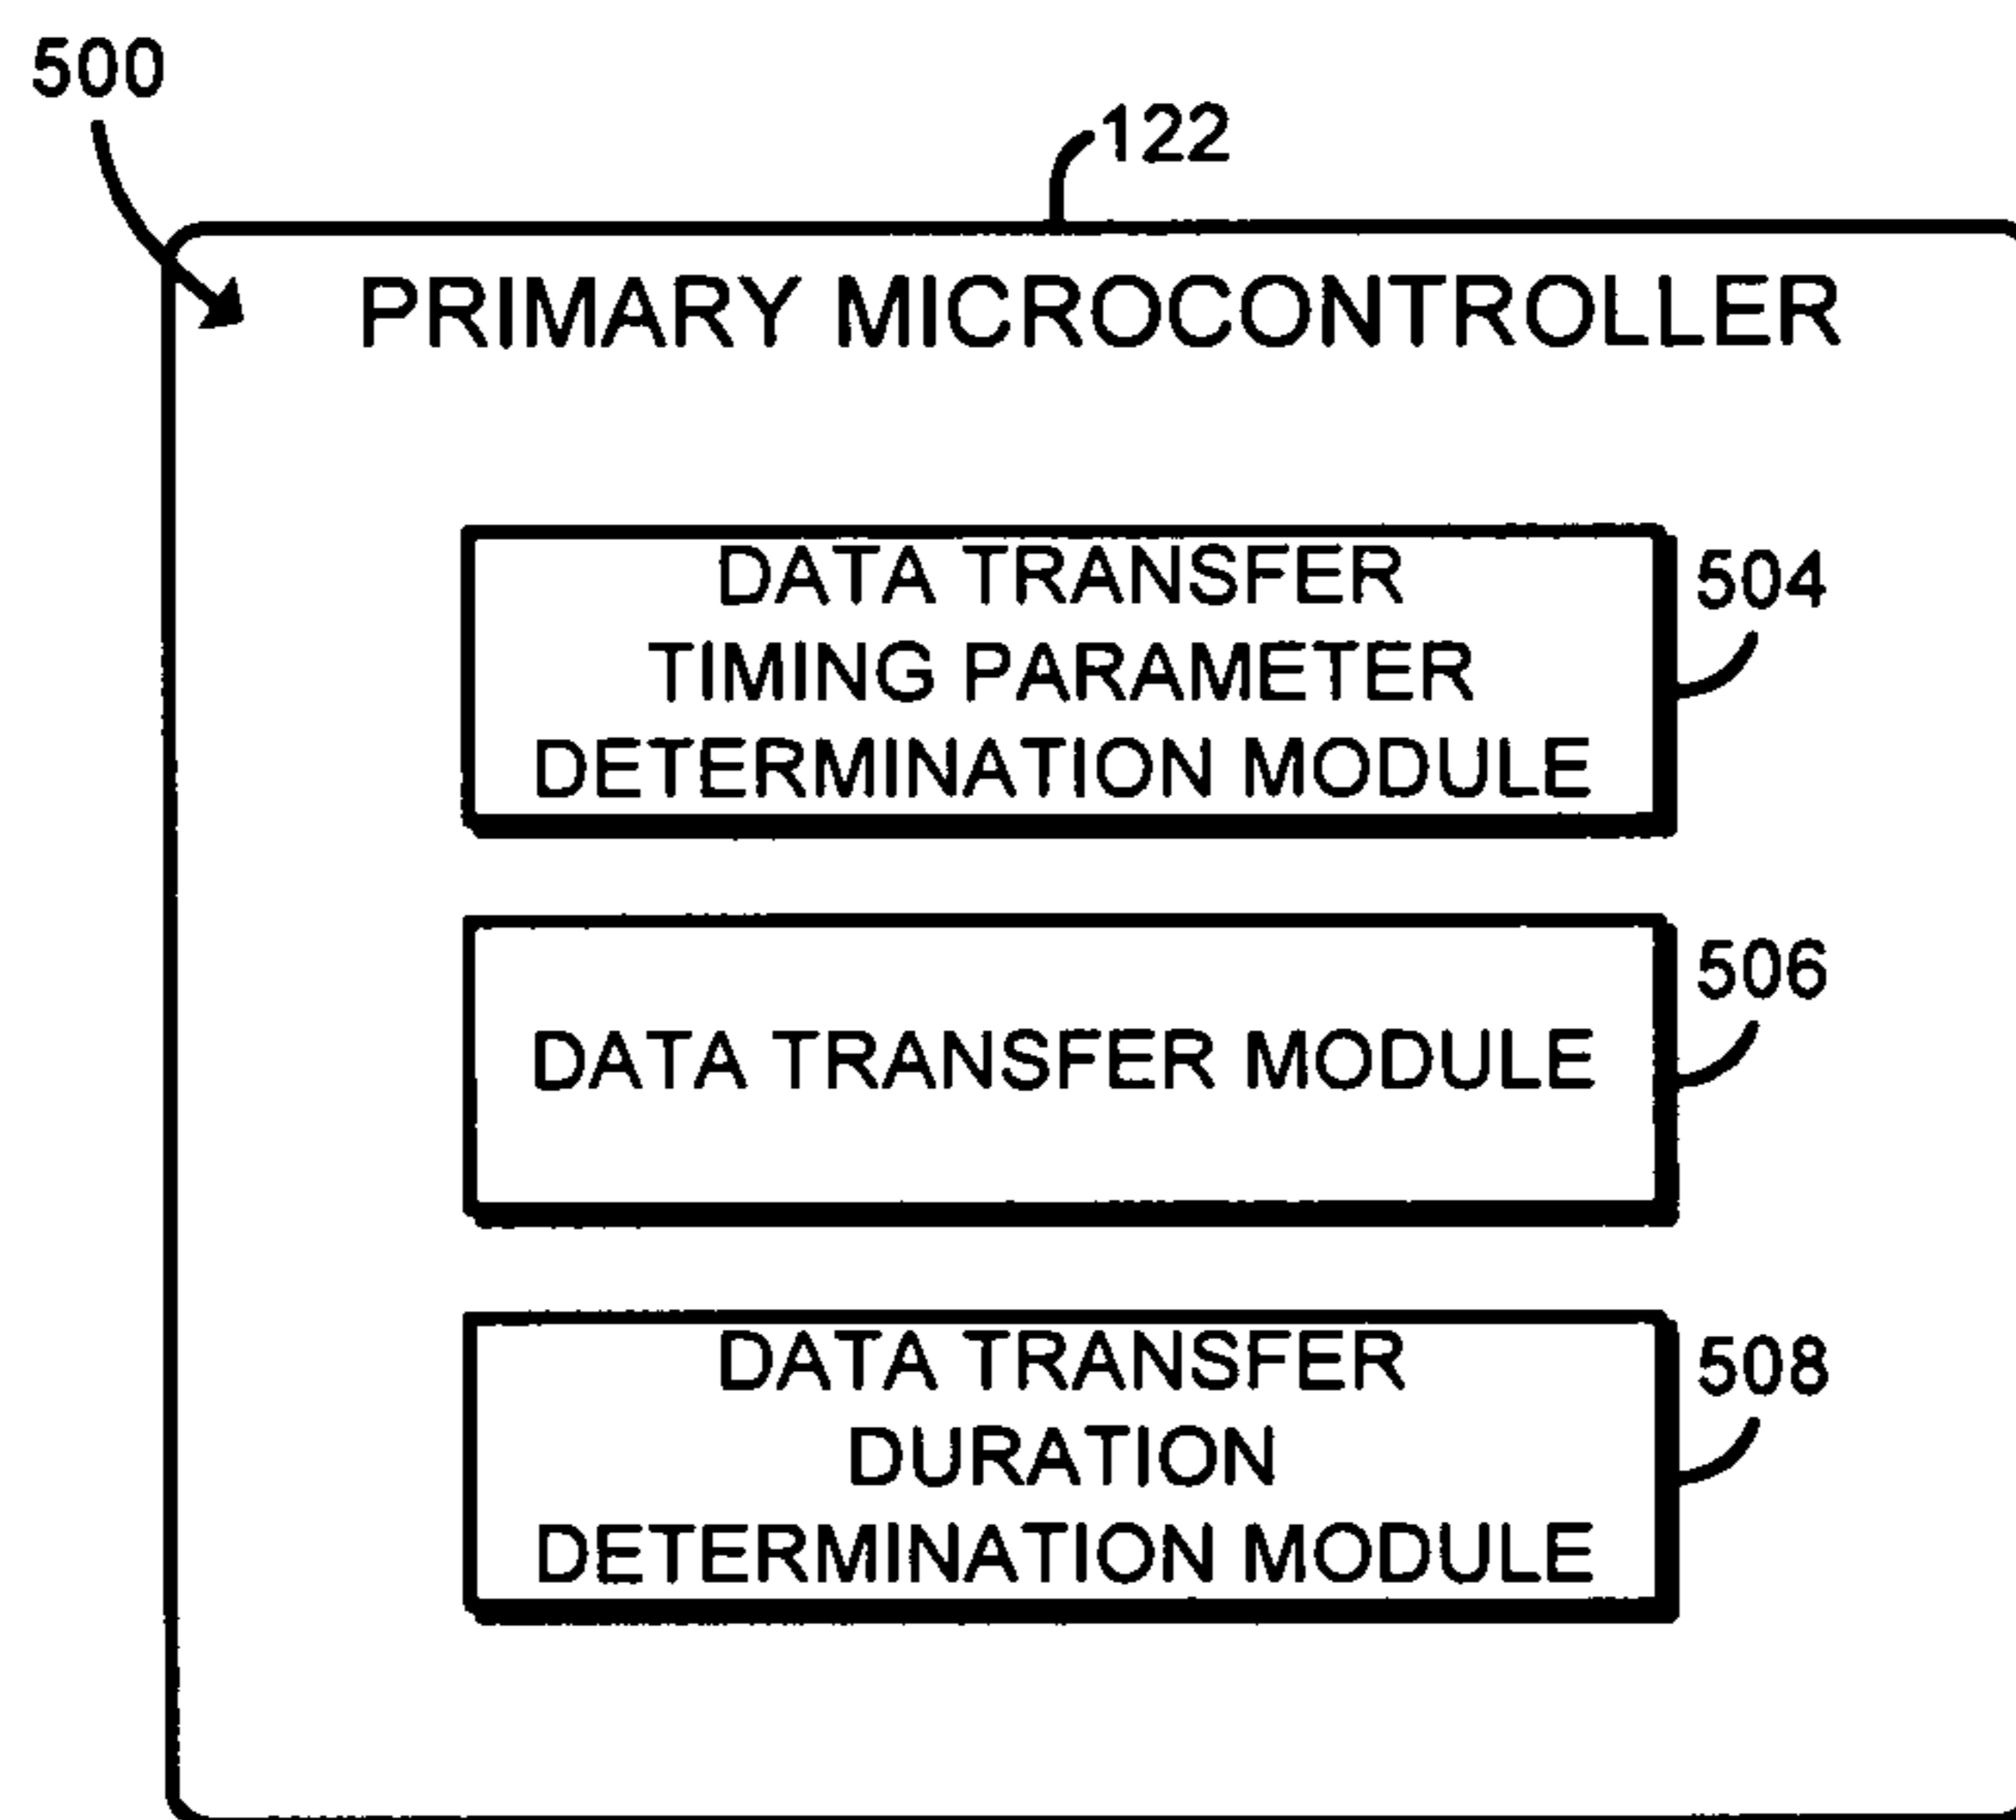 500
122
PRIMARY MICROCONTROLLER
DATA TRANSFER
TIMING PARAMETER
DETERMINATION MODULE
504
DATA TRANSFER MODULE
506
DATA TRANSFER
DURATION
DETERMINATION MODULE
508